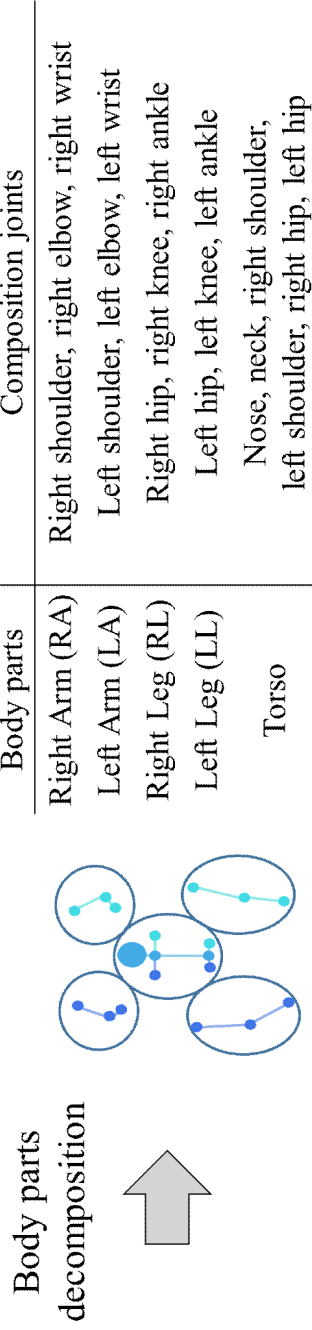 Body parts
decomposition
Body parts Composition joints
Right Arm (RA) Right shoulder, right elbow, right wrist
Left Arm (LA) Left shoulder, left elbow, left wrist
Right Leg (RL) Right hip, right knee, right ankle
Left Leg (LL) Left hip, left knee, left ankle
Torso Nose, neck, right shoulder,
left shoulder, right hip, left hip